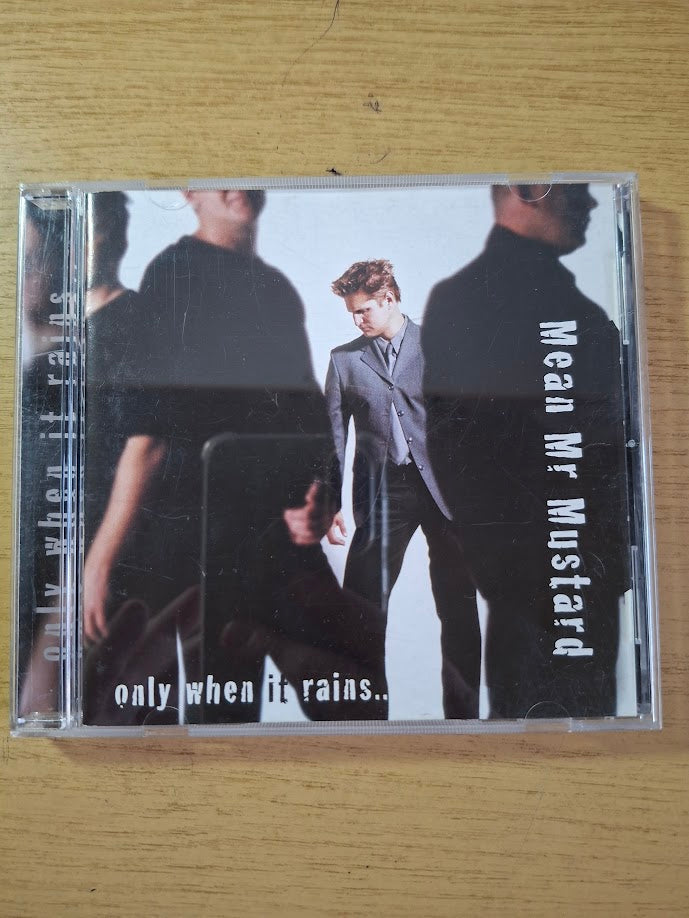 only when it rains
Mean Mr Mustard
only when it rains..